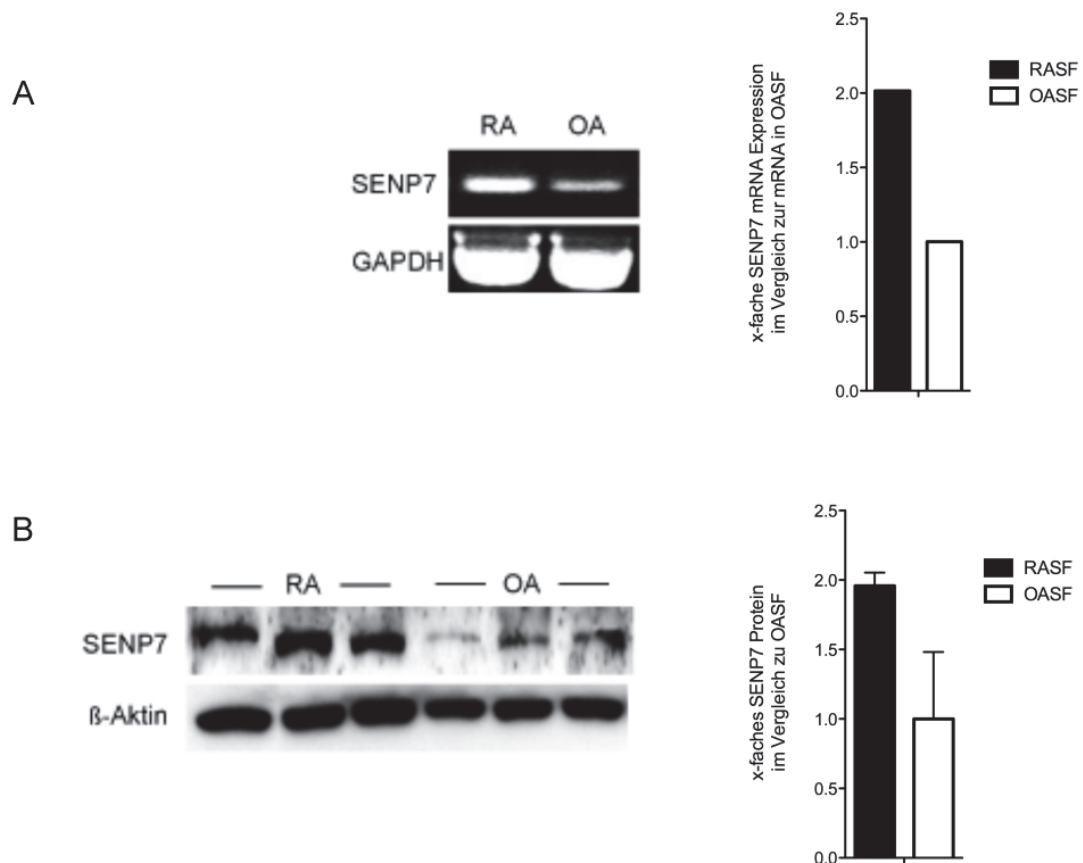 A
RA OA
SENP7
GAPDH
x-fache SENP7 mRNA Expression
im Vergleich zur mRNA in OASF
2.5
2.0
1.5
1.0
0.5
0.0
RASF
OASF
B
RA OA
SENP7
ß-Aktin
x-faches SENP7 Protein
im Vergleich zu OASF
2.5
2.0
1.5
1.0
0.5
0.0
RASF
OASF